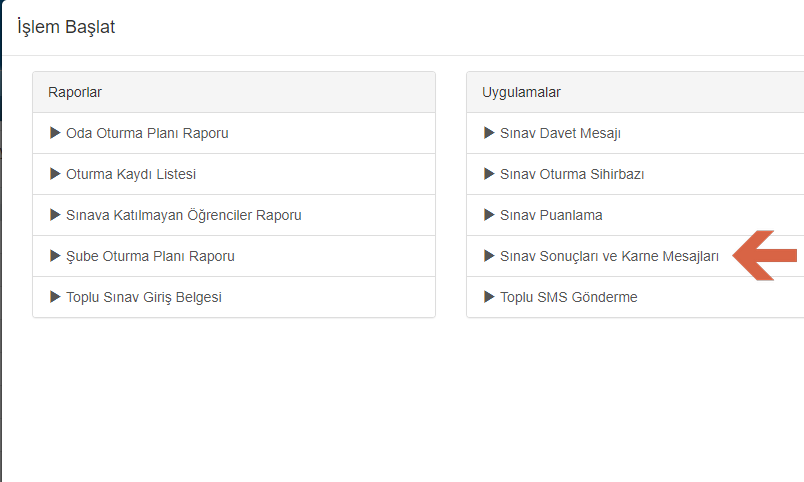 İşlem Başlat
Raporlar
Oda Oturma Planı Raporu
Oturma Kaydı Listesi
Sınava Katılmayan Öğrenciler Raporu
Şube Oturma Planı Raporu
Toplu Sınav Giriş Belgesi
Uygulamalar
Sınav Davet Mesajı
Sınav Oturma Sihirbazı
Sınav Puanlama
Sınav Sonuçları ve Karne Mesajları
Toplu SMS Gönderme